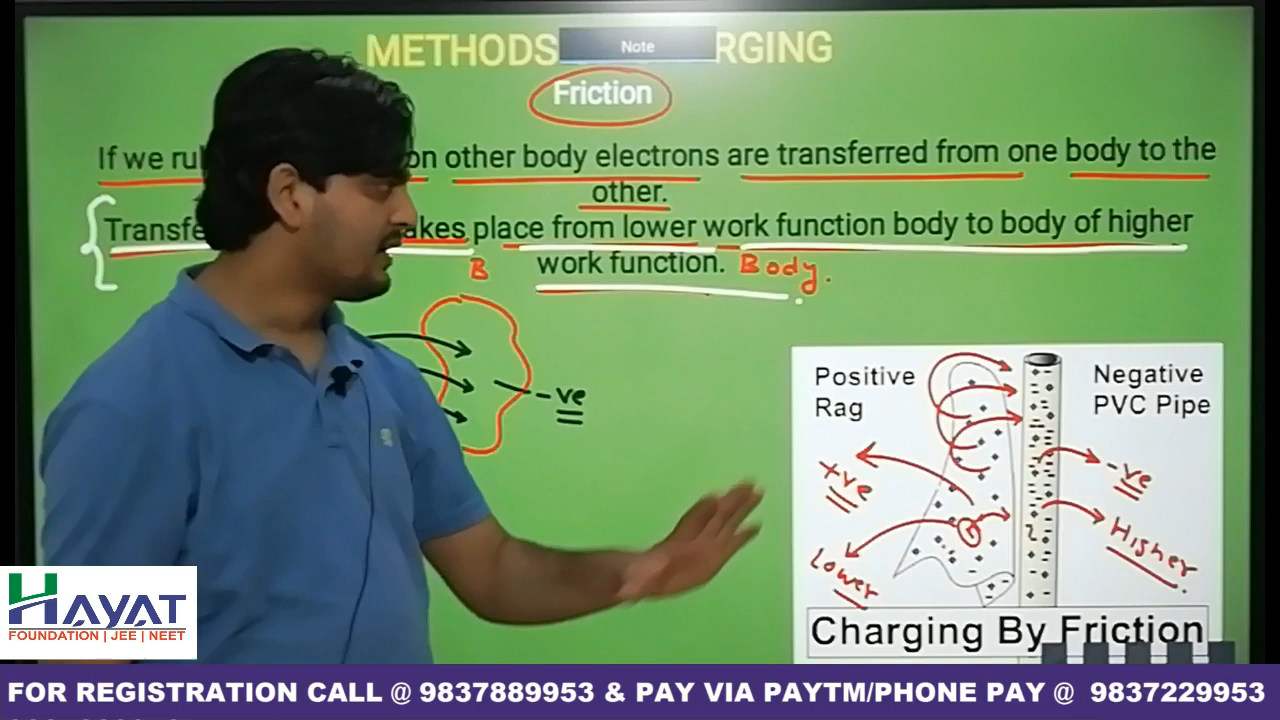 METHODS Note RGING
Friction
If we ru on other body electrons are transferred from one body to the
other.
Transfe akes place from lower work function body to body of higher
work function. Body.
B
-ve
Positive
Rag
Negative
PVC Pipe
+ve
-ve
Lower
Higher
Charging By Friction
HAYAT
FOUNDATION | JEE | NEET
FOR REGISTRATION CALL @ 9837889953 & PAY VIA PAYTM/PHONE PAY @ 9837229953